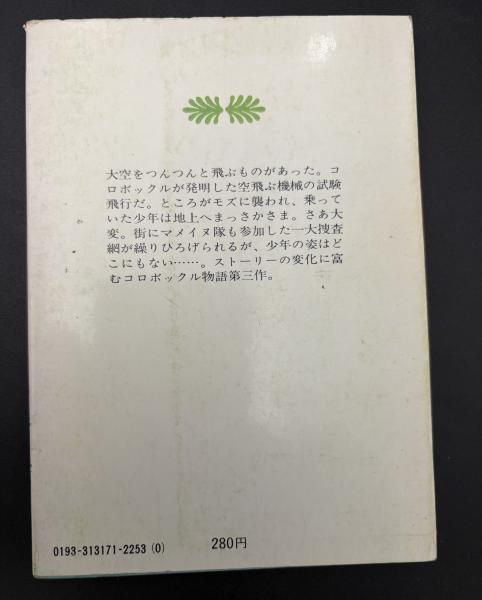 大空をつんつんと飛ぶものがあった。コ
ロボックルが発明した空飛ぶ機械の試験
飛行だ。ところがモズに襲われ、乗って
いた少年は地上へまっさかさま。さあ大
変。街にマメイヌ隊も参加した一大捜査
網が繰りひろげられるが、少年の姿はど
こにもない……。ストーリーの変化に富
むコロボックル物語第三作。
0193-313171-2253 (0)
280円